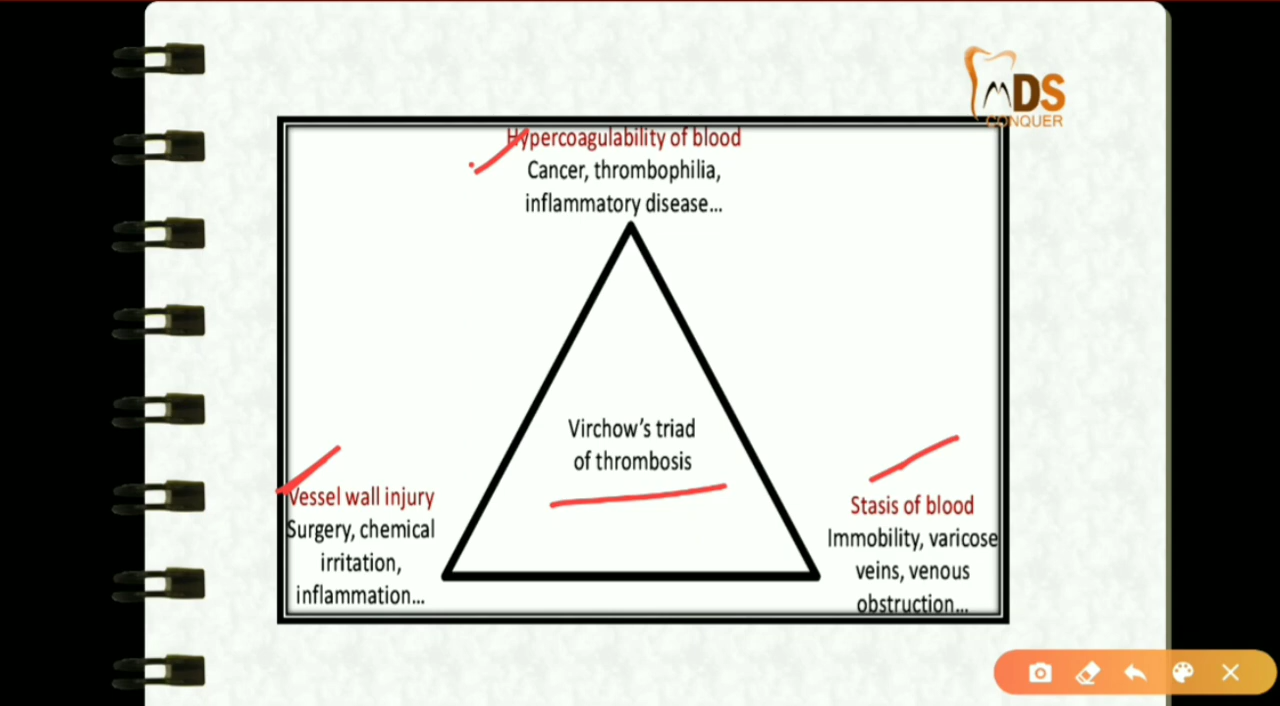 MDS
CONQUER
Hypercoagulability of blood
Cancer, thrombophilia,
inflammatory disease...
Virchow's triad
of thrombosis
Vessel wall injury
Surgery, chemical
irritation,
inflammation...
Stasis of blood
Immobility, varicose
veins, venous
obstruction...